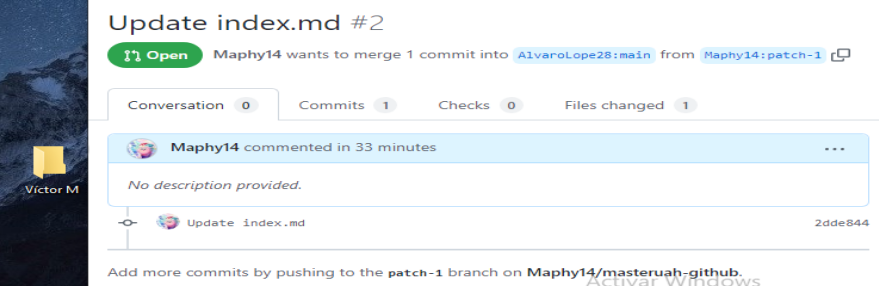 Update index.md #2
Open Maphy14 wants to merge 1 commit into AlvaroLope28:main from Maphy14:patch-1
Conversation 0 Commits 1 Checks 0 Files changed 1
Maphy14 commented in 33 minutes ...
No description provided.
Víctor M
Update index.md 2dde844
Add more commits by pushing to the patch-1 branch on Maphy14/masteruah-github.
Activar Windows